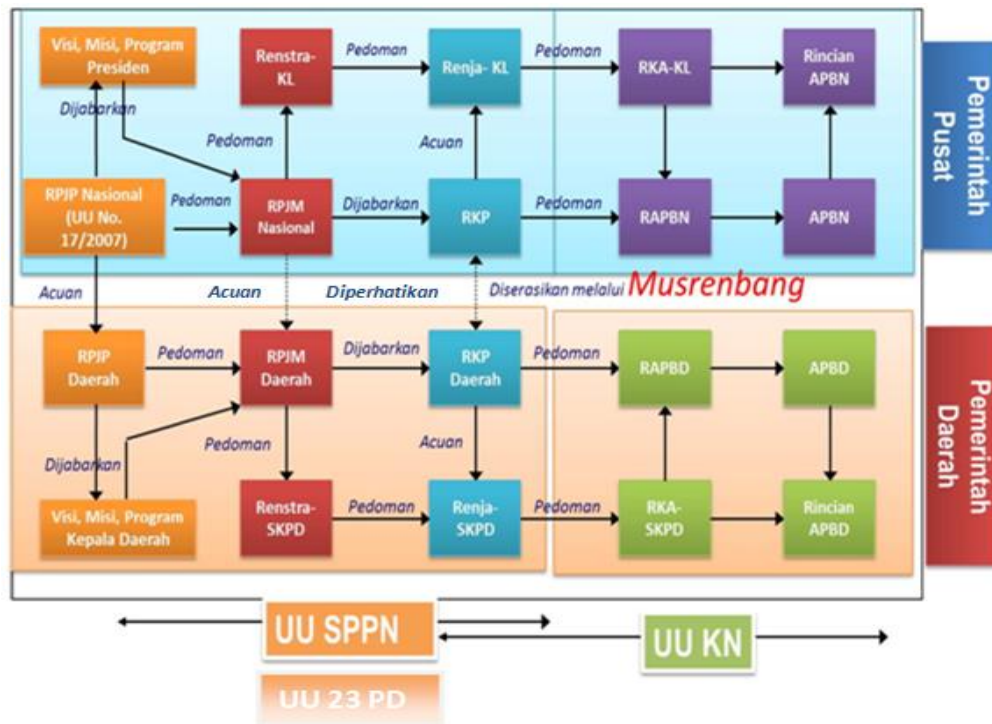 Visi, Misi, Program
Presiden
Renstra-
KL
Pedoman
Renja- KL
Pedoman
RKA-KL
Rincian
APBN
Dijabarkan
Pedoman
Acuan
RPJP Nasional
(UU No.
17/2007)
Pedoman
RPJM
Nasional
Dijabarkan
RKP
Pedoman
RAPBN
APBN
Pemerintah
Pusat
Acuan
Acuan
Diperhatikan
Diserasikan melalui Musrenbang
RPJP
Daerah
Pedoman
RPJM
Daerah
Dijabarkan
RKP
Daerah
Pedoman
RAPBD
APBD
Dijabarkan
Pedoman
Acuan
Visi, Misi, Program
Kepala Daerah
Renstra-
SKPD
Pedoman
Renja-
SKPD
Pedoman
RKA-
SKPD
Rincian
APBD
Pemerintah
Daerah
UU SPPN
UU KN
UU 23 PD